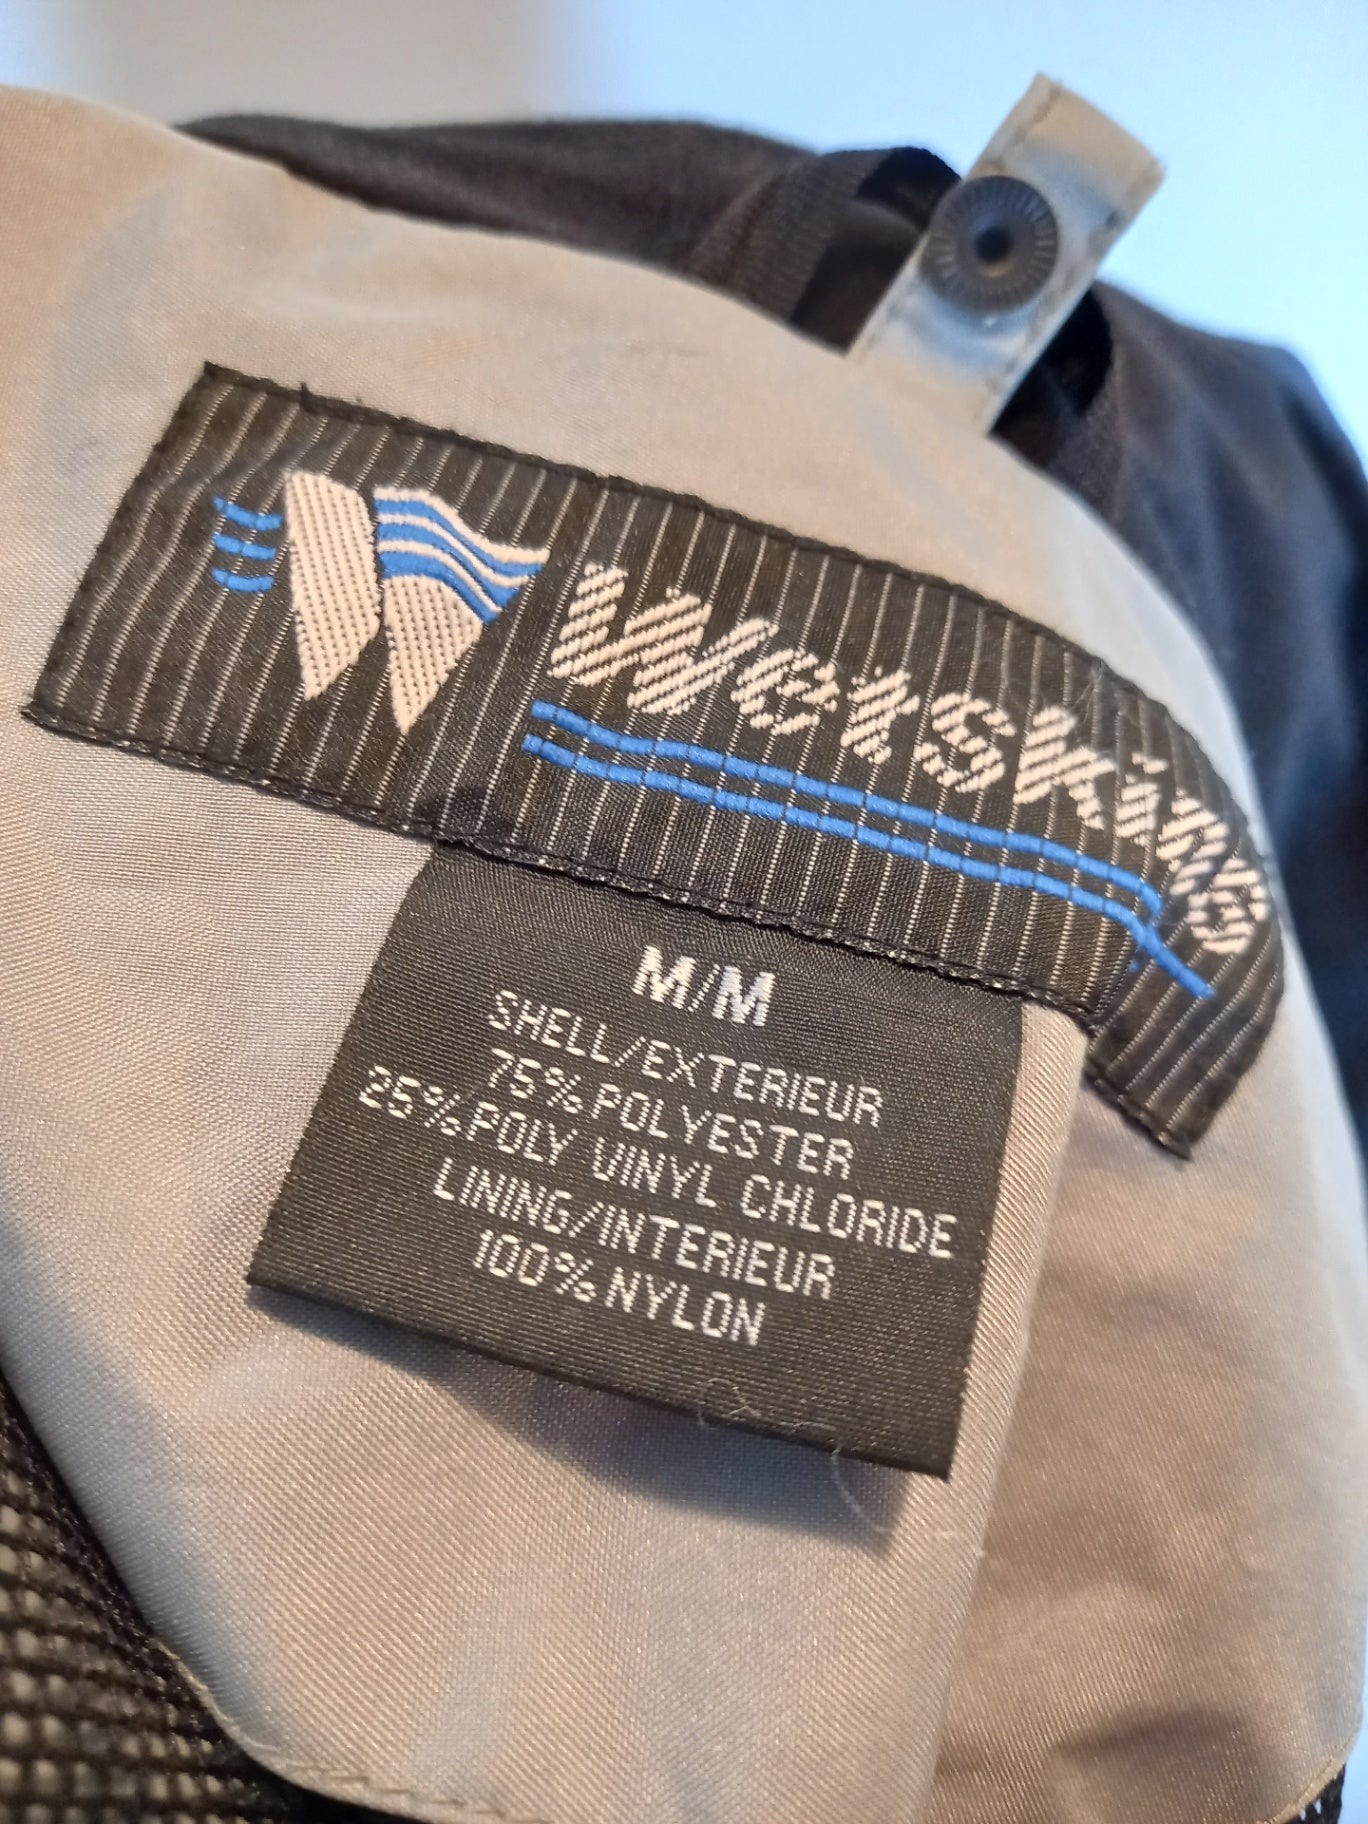 Wetskins
M/M
SHELL/EXTERIEUR
75% POLYESTER
25% POLY VINYL CHLORIDE
LINING/INTERIEUR
100% NYLON